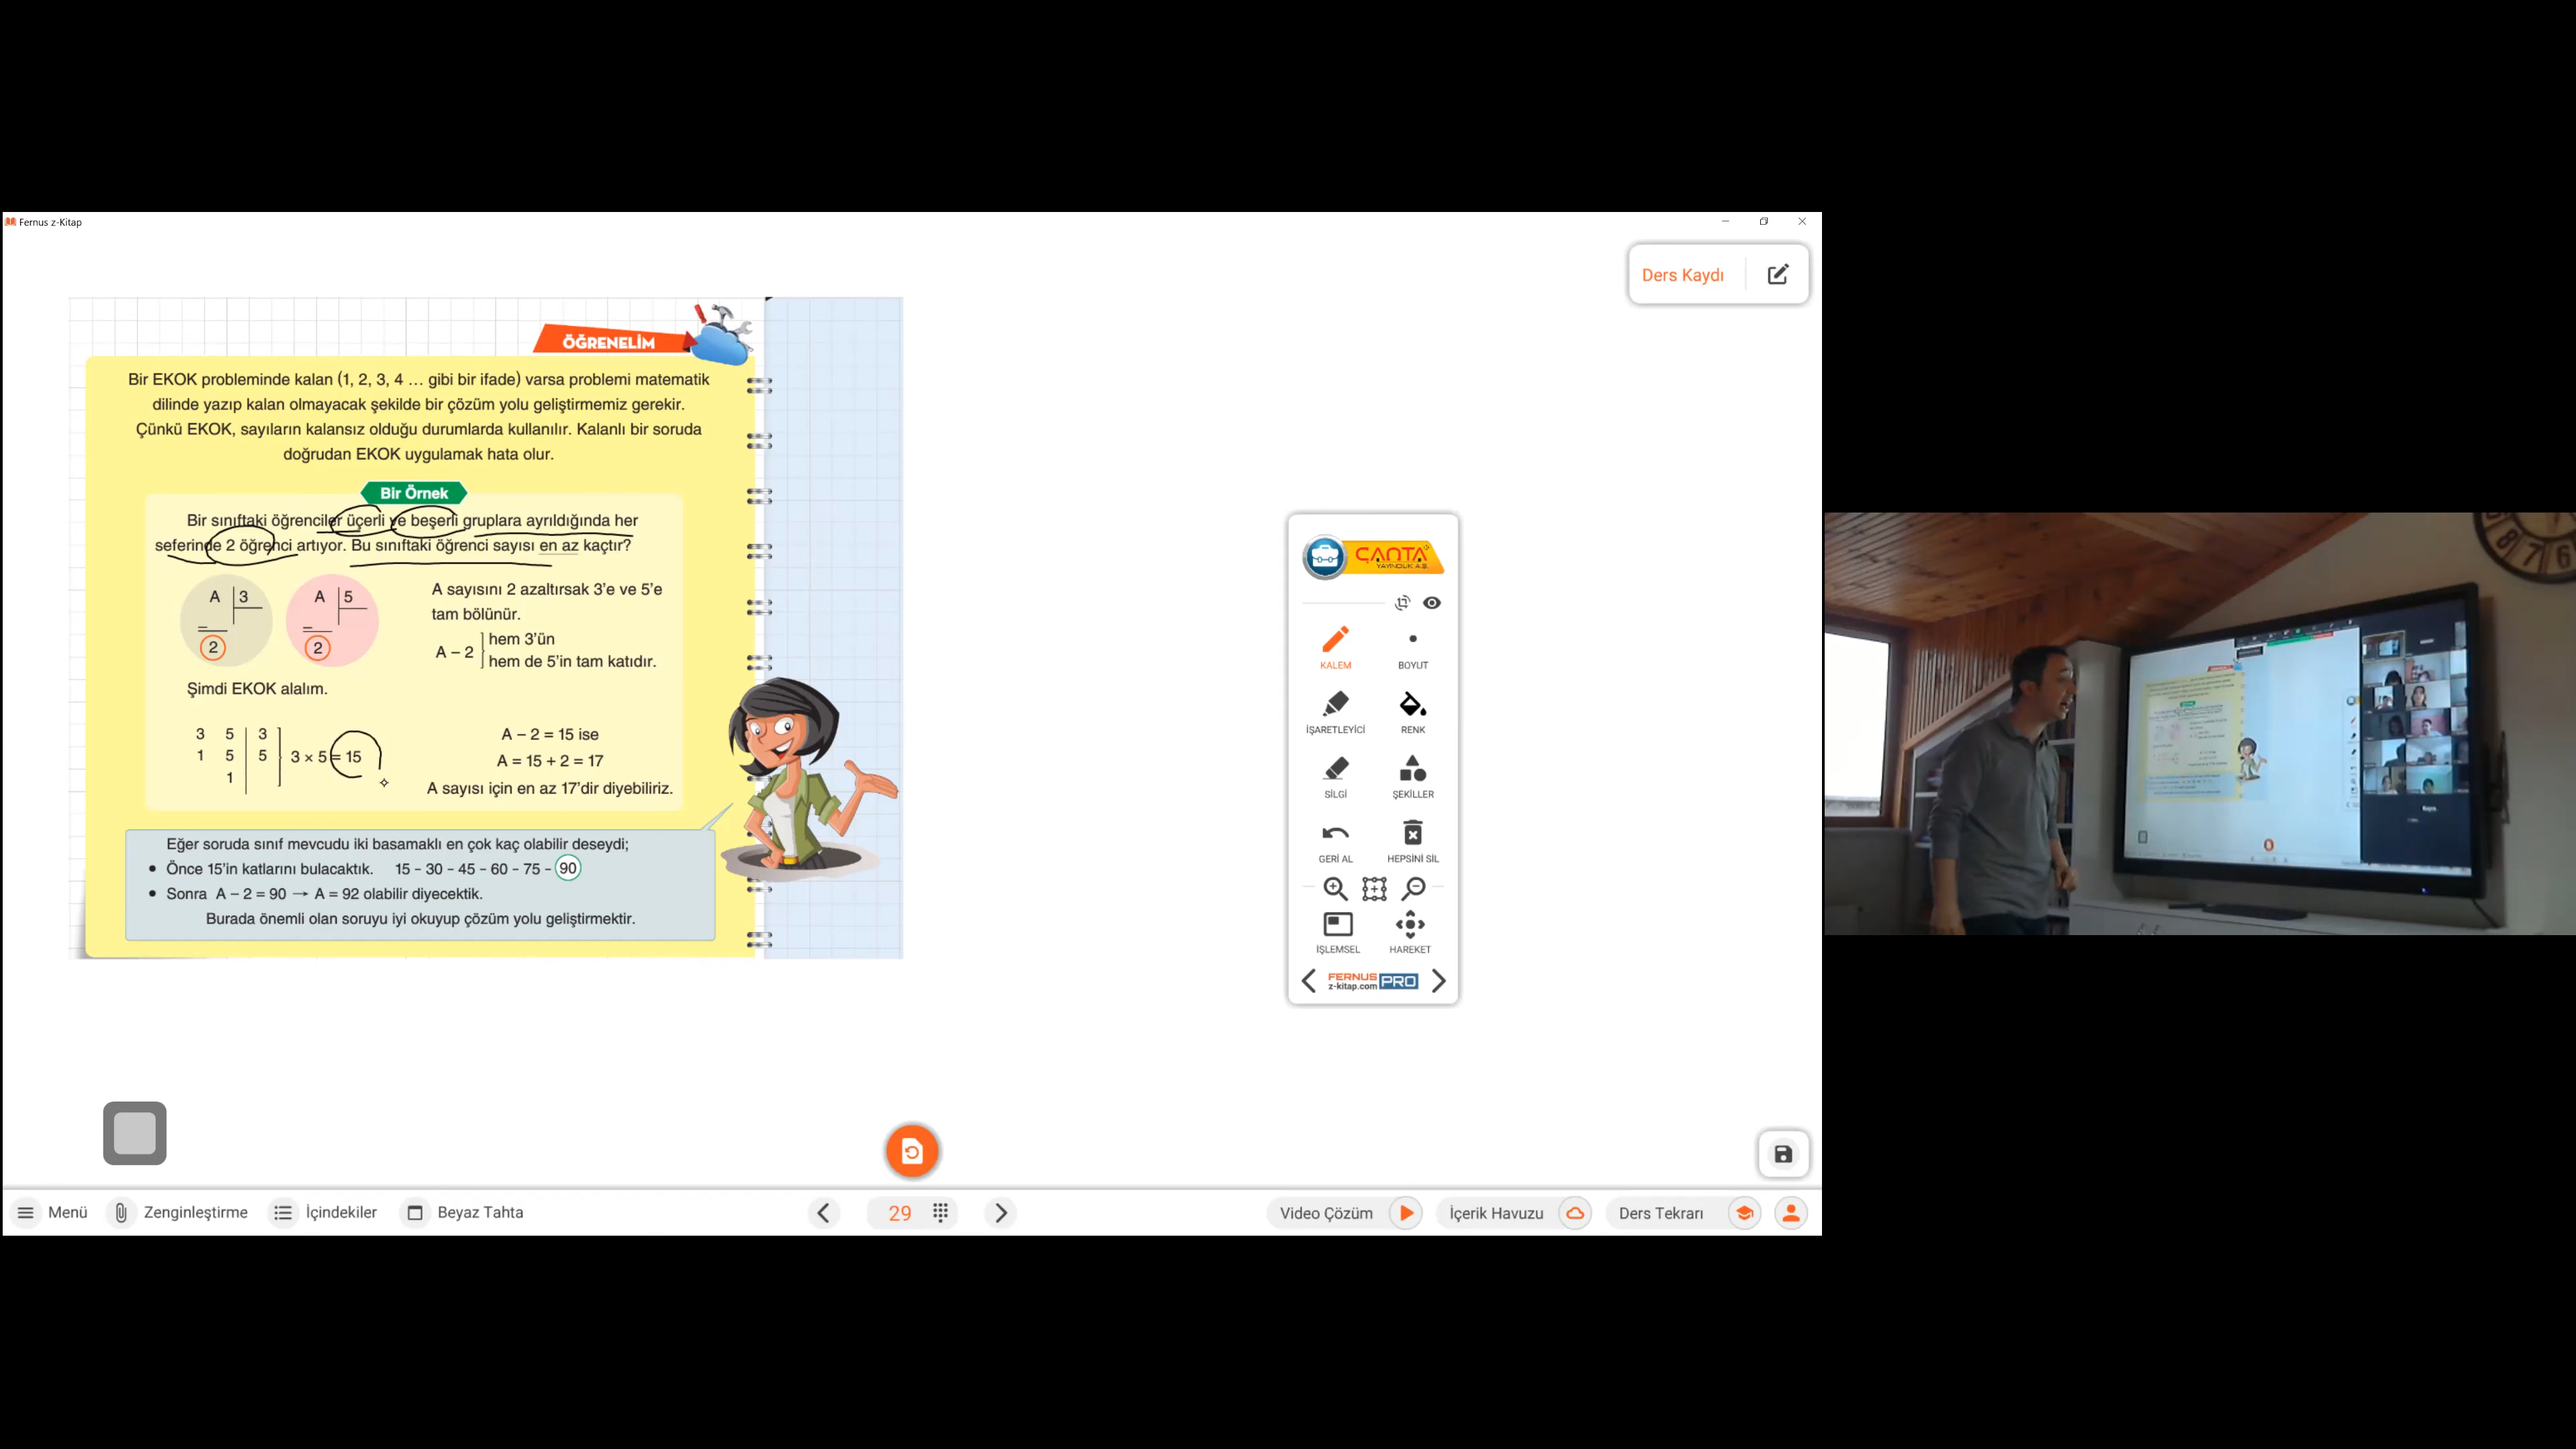 Fernus z-Kitap
Ders Kaydı
ÖĞRENELİM
Bir EKOK probleminde kalan (1, 2, 3, 4 ... gibi bir ifade) varsa problemi matematik
dilinde yazıp kalan olmayacak şekilde bir çözüm yolu geliştirmemiz gerekir.
Çünkü EKOK, sayıların kalansız olduğu durumlarda kullanılır. Kalanlı bir soruda
doğrudan EKOK uygulamak hata olur.
Bir Örnek
Bir sınıftaki öğrenciler üçerli ve beşerli gruplara ayrıldığında her
seferinde 2 öğrenci artıyor. Bu sınıftaki öğrenci sayısı en az kaçtır?
A 3
2
A 5
2
A sayısını 2 azaltırsak 3'e ve 5'e
tam bölünür.
A – 2 hem 3'ün
hem de 5'in tam katıdır.
Şimdi EKOK alalım.
3 5 3
1 5 5 3 x 5 = 15
1
A – 2 = 15 ise
A = 15 + 2 = 17
A sayısı için en az 17'dir diyebiliriz.
Eğer soruda sınıf mevcudu iki basamaklı en çok kaç olabilir deseydi;
• Önce 15'in katlarını bulacaktık. 15 - 30 - 45 - 60 - 75 - 90
• Sonra A – 2 = 90 → A = 92 olabilir diyecektik.
Burada önemli olan soruyu iyi okuyup çözüm yolu geliştirmektir.
ÇANTA
YAYINCILIK A.Ş.
KALEM BOYUT
İŞARETLEYİCİ RENK
SİLGİ ŞEKİLLER
GERİ AL HEPSİNİ SİL
İŞLEMSEL HAREKET
FERNUS
z-kitap.com PRO
Menü Zenginleştirme İçindekiler Beyaz Tahta 29 Video Çözüm İçerik Havuzu Ders Tekrarı
8 7 6